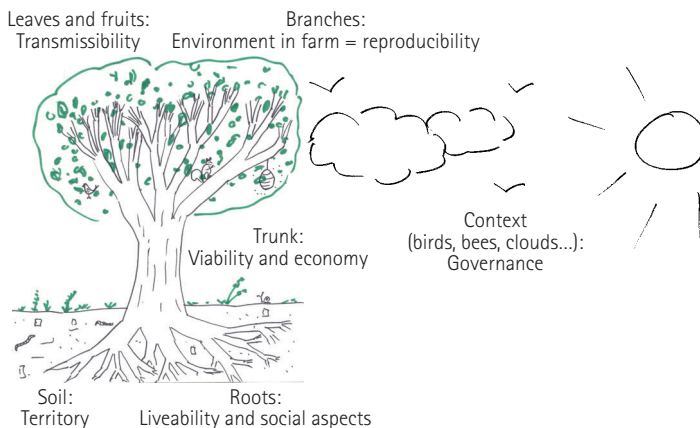 Leaves and fruits:
Transmissibility
Branches:
Environment in farm = reproducibility
Trunk:
Viability and economy
Context
(birds, bees, clouds...):
Governance
Soil:
Territory
Roots:
Liveability and social aspects